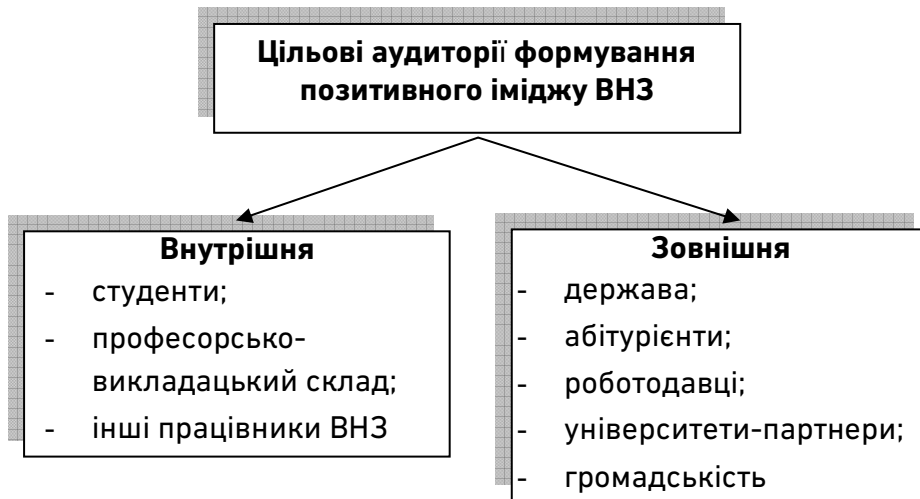 Цільові аудиторії формування
позитивного іміджу ВНЗ
Внутрішня
- студенти;
- професорсько-
викладацький склад;
- інші працівники ВНЗ
Зовнішня
- держава;
- абітурієнти;
- роботодавці;
- університети-партнери;
- громадськість